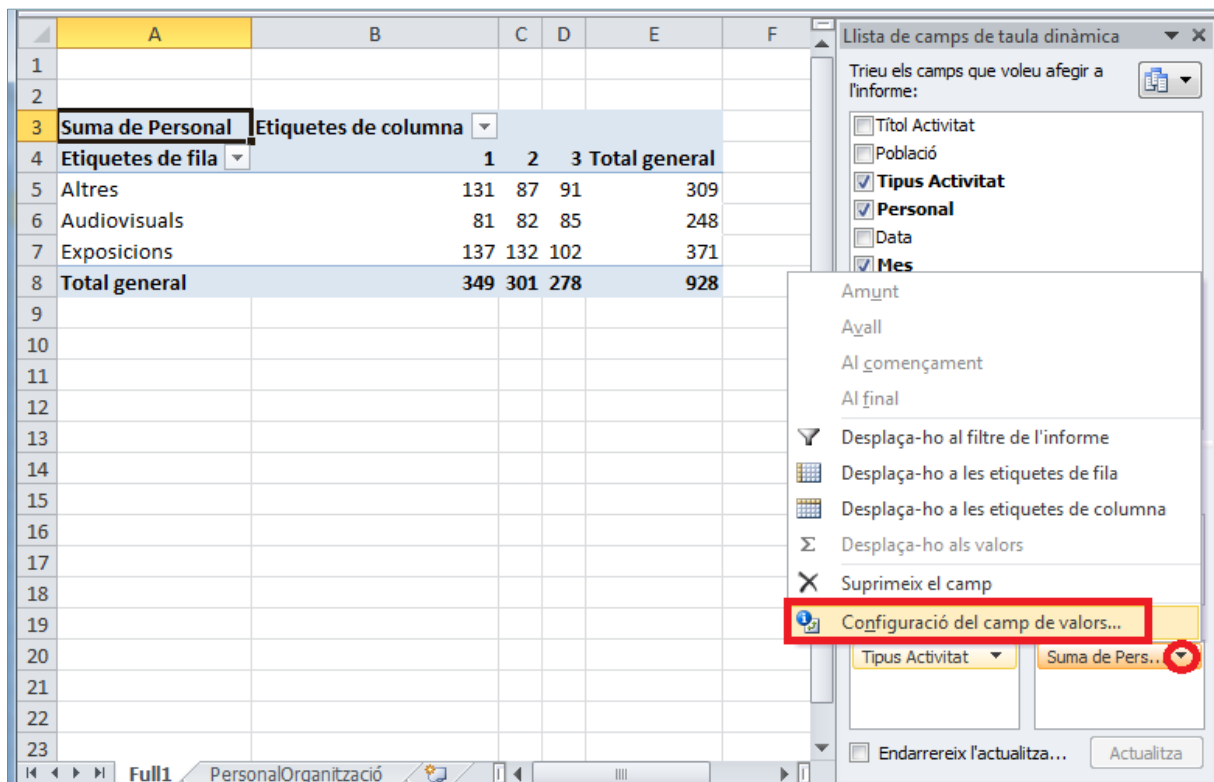 A B C D E F
Llista de camps de taula dinàmica
1
Trieu els camps que voleu afegir a
l'informe:
2
3 Suma de Personal Etiquetes de columna
4 Etiquetes de fila 1 2 3 Total general
5 Altres 131 87 91 309
6 Audiovisuals 81 82 85 248
7 Exposicions 137 132 102 371
8 Total general 349 301 278 928
9
10
11
12
13
14
15
16
17
18
19
20
21
22
23
Títol Activitat
Població
Tipus Activitat
Personal
Data
Mes
Amunt
Avall
Al començament
Al final
Desplaça-ho al filtre de l'informe
Desplaça-ho a les etiquetes de fila
Desplaça-ho a les etiquetes de columna
Σ Desplaça-ho als valors
Suprimeix el camp
Configuració del camp de valors...
Tipus Activitat Suma de Pers...
Endarrereix l'actualitza... Actualitza
Full1 PersonalOrganització